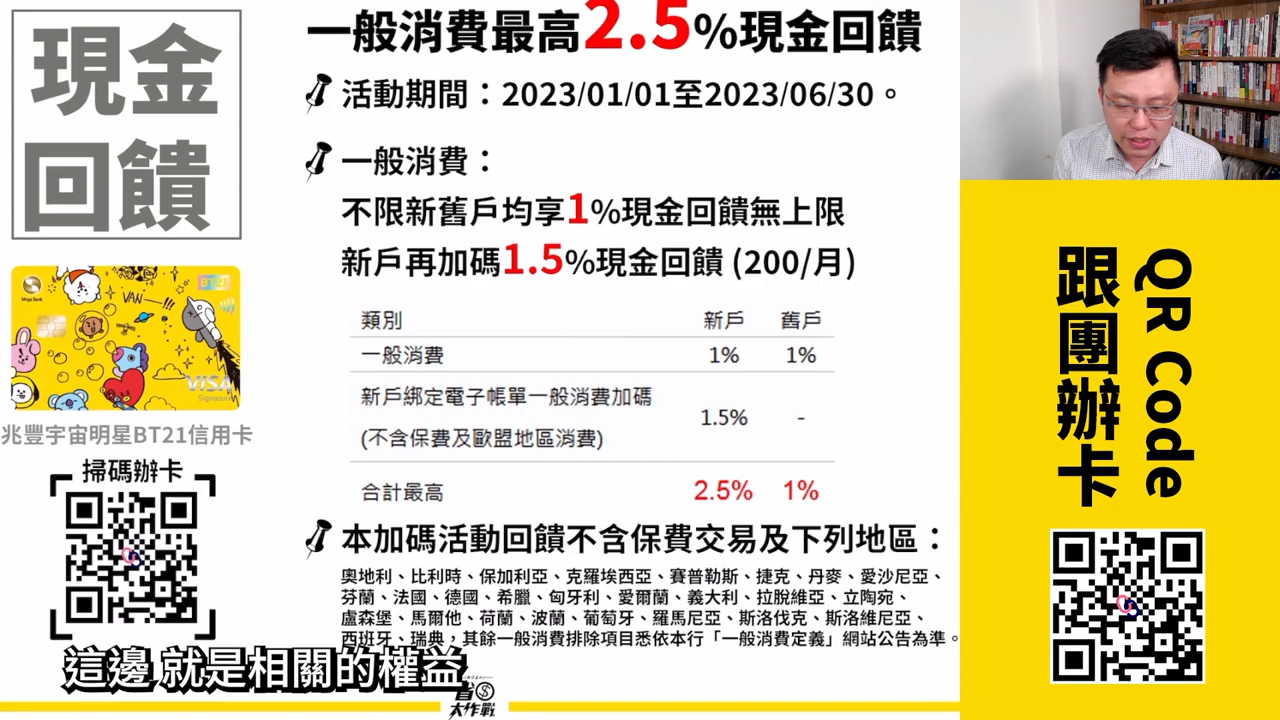 現金
回饋
Mega Bank
BT21
VAN
VISA
Signature
兆豐宇宙明星BT21信用卡
掃碼辦卡
一般消費最高2.5%現金回饋
活動期間：2023/01/01至2023/06/30。
一般消費：
不限新舊戶均享1%現金回饋無上限
新戶再加碼1.5%現金回饋 (200/月)
類別 新戶 舊戶
一般消費 1% 1%
新戶綁定電子帳單一般消費加碼
(不含保費及歐盟地區消費) 1.5% -
合計最高 2.5% 1%
本加碼活動回饋不含保費交易及下列地區：
奧地利、比利時、保加利亞、克羅埃西亞、賽普勒斯、捷克、丹麥、愛沙尼亞、
芬蘭、法國、德國、希臘、匈牙利、愛爾蘭、義大利、拉脫維亞、立陶宛、
盧森堡、馬爾他、荷蘭、波蘭、葡萄牙、羅馬尼亞、斯洛伐克、斯洛維尼亞、
西班牙、瑞典，其餘一般消費排除項目悉依本行「一般消費定義」網站公告為準。
這邊 就是相關的權益
省
大作戰
QR Code
跟團辦卡